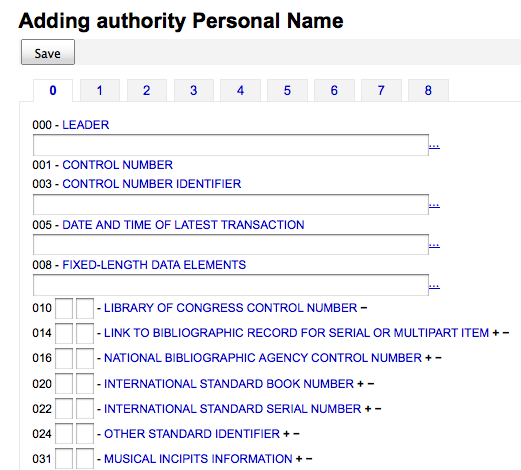 Adding authority Personal Name
Save
0 1 2 3 4 5 6 7 8
000 - LEADER
...
001 - CONTROL NUMBER
003 - CONTROL NUMBER IDENTIFIER
...
005 - DATE AND TIME OF LATEST TRANSACTION
...
008 - FIXED-LENGTH DATA ELEMENTS
...
010 - LIBRARY OF CONGRESS CONTROL NUMBER −
014 - LINK TO BIBLIOGRAPHIC RECORD FOR SERIAL OR MULTIPART ITEM + −
016 - NATIONAL BIBLIOGRAPHIC AGENCY CONTROL NUMBER + −
020 - INTERNATIONAL STANDARD BOOK NUMBER + −
022 - INTERNATIONAL STANDARD SERIAL NUMBER + −
024 - OTHER STANDARD IDENTIFIER + −
031 - MUSICAL INCIPITS INFORMATION + −